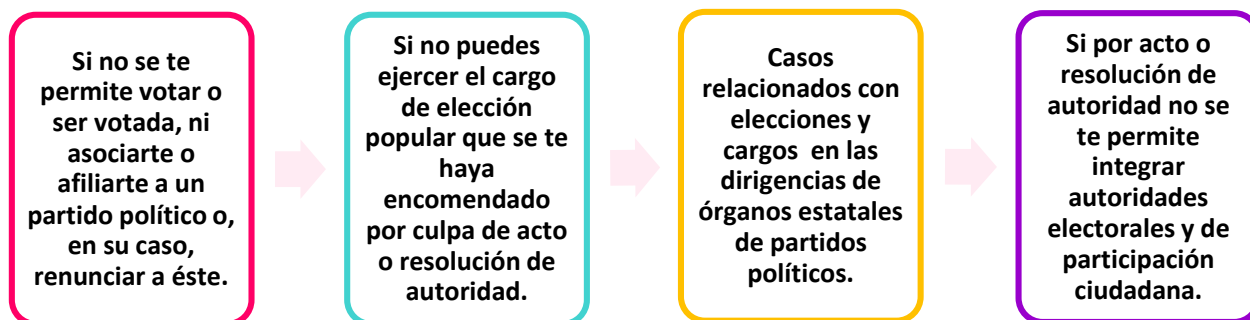 Si no se te
permite votar o
ser votada, ni
asociarte o
afiliarte a un
partido político o,
en su caso,
renunciar a éste.
Si no puedes
ejercer el cargo
de elección
popular que se te
haya
encomendado
por culpa de acto
o resolución de
autoridad.
Casos
relacionados con
elecciones y
cargos en las
dirigencias de
órganos estatales
de partidos
políticos.
Si por acto o
resolución de
autoridad no se
te permite
integrar
autoridades
electorales y de
participación
ciudadana.